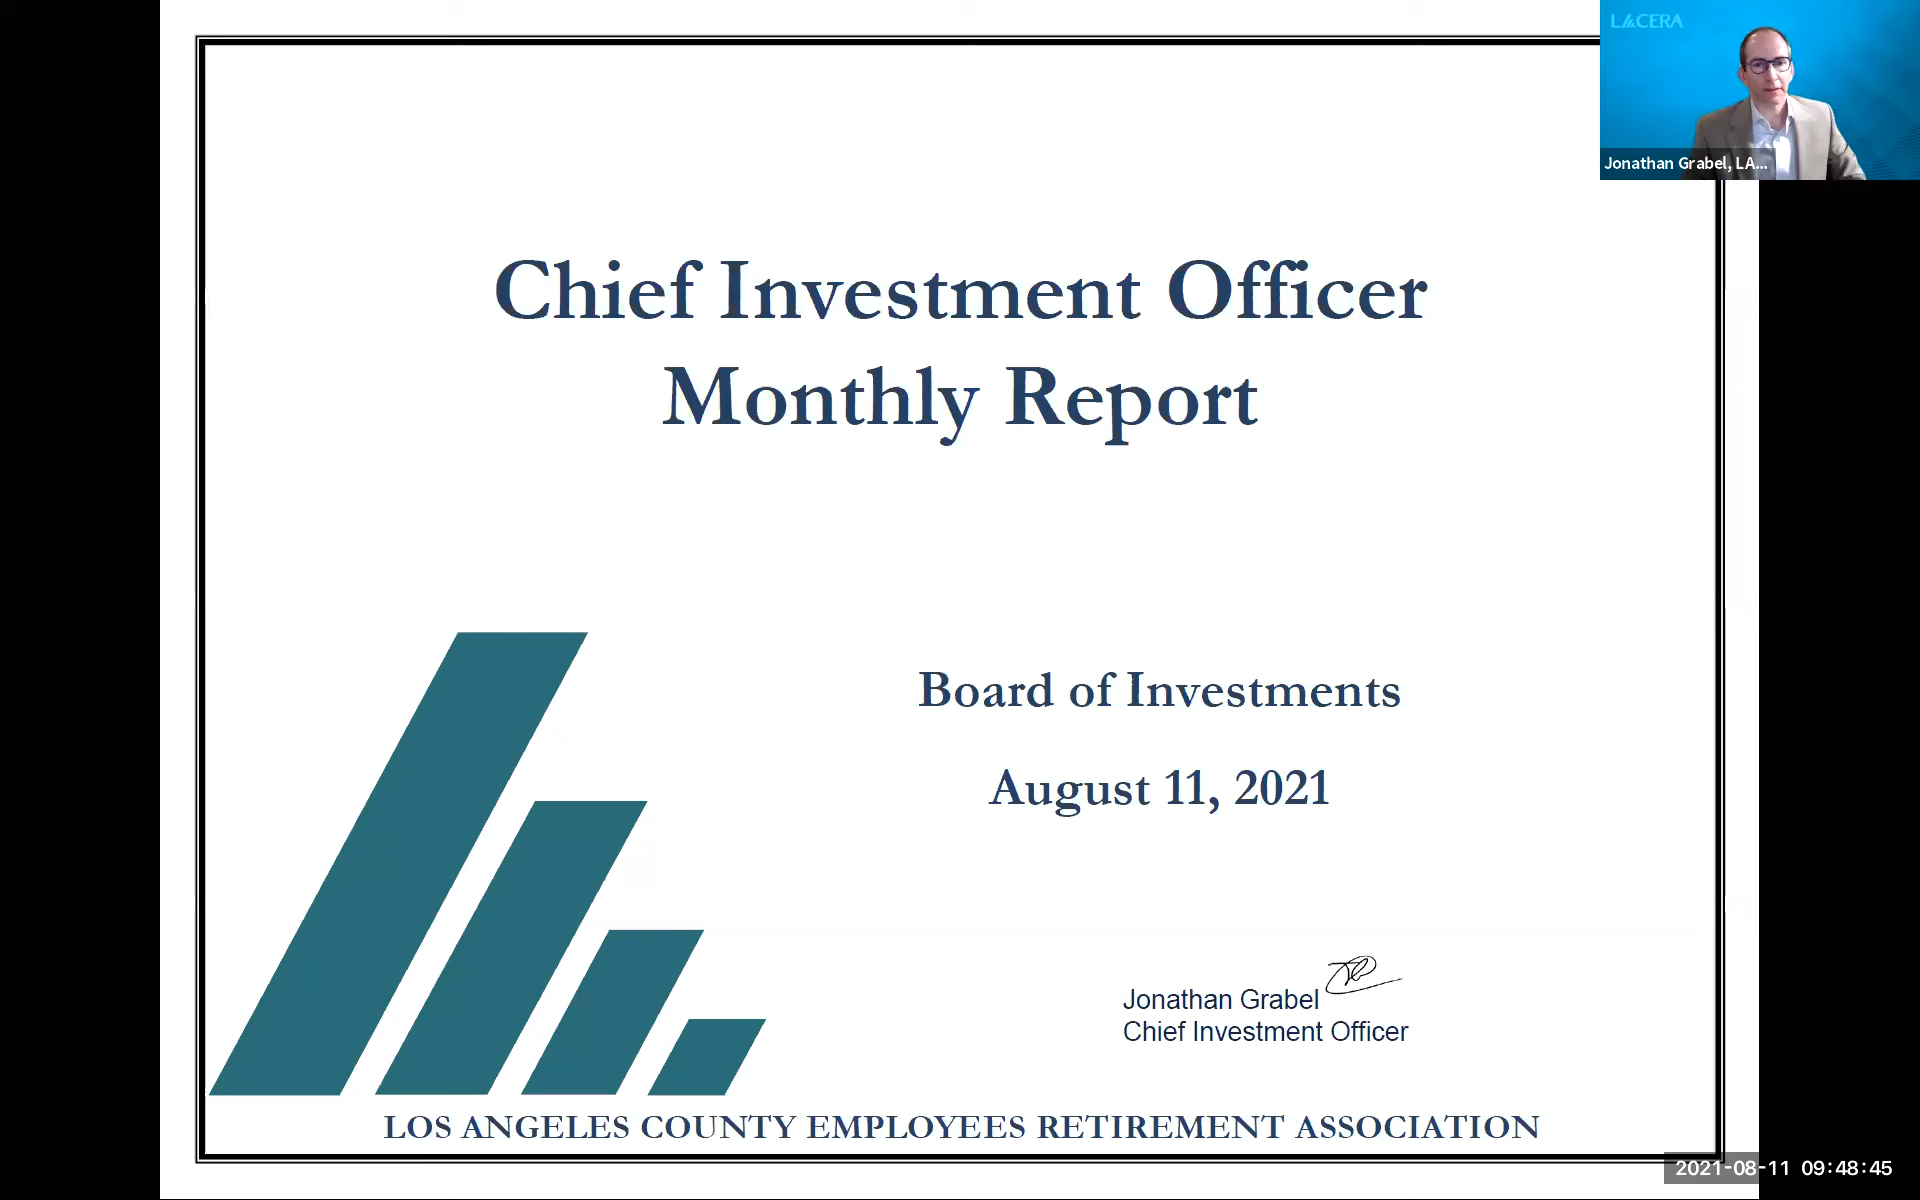 LACERA
Jonathan Grabel, LA...
Chief Investment Officer
Monthly Report
Board of Investments
August 11, 2021
Jonathan Grabel
Chief Investment Officer
LOS ANGELES COUNTY EMPLOYEES RETIREMENT ASSOCIATION
2021-08-11 09:48:45